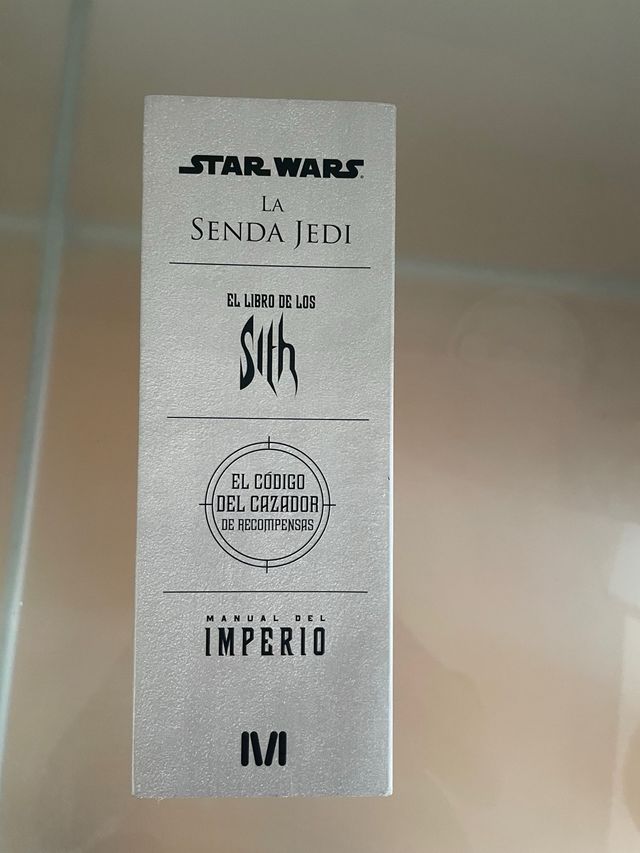 STAR WARS
LA
SENDA JEDI
EL LIBRO DE LOS
Sith
EL CÓDIGO
DEL CAZADOR
DE RECOMPENSAS
MANUAL DEL
IMPERIO
M